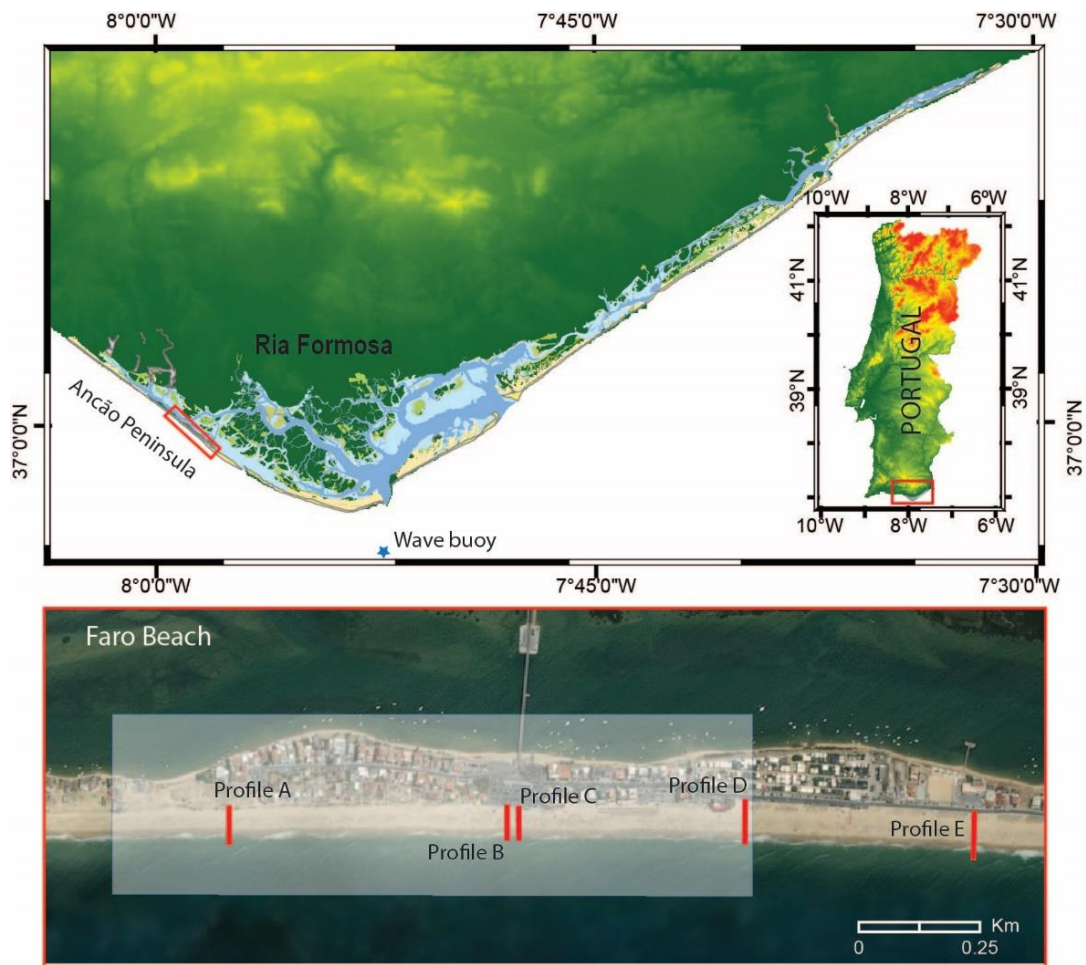 8°0'0"W
7°45'0"W
7°30'0"W
10°W
8°W
6°W
41°N
41°N
PORTUGAL
39°N
39°N
Ria Formosa
Ancão Peninsula
37°0'0"N
37°0'0"N
10°W
8°W
6°W
Wave buoy
8°0'0"W
7°45'0"W
7°30'0"W
Faro Beach
Profile A
Profile C
Profile D
Profile B
Profile E
Km
0
0.25